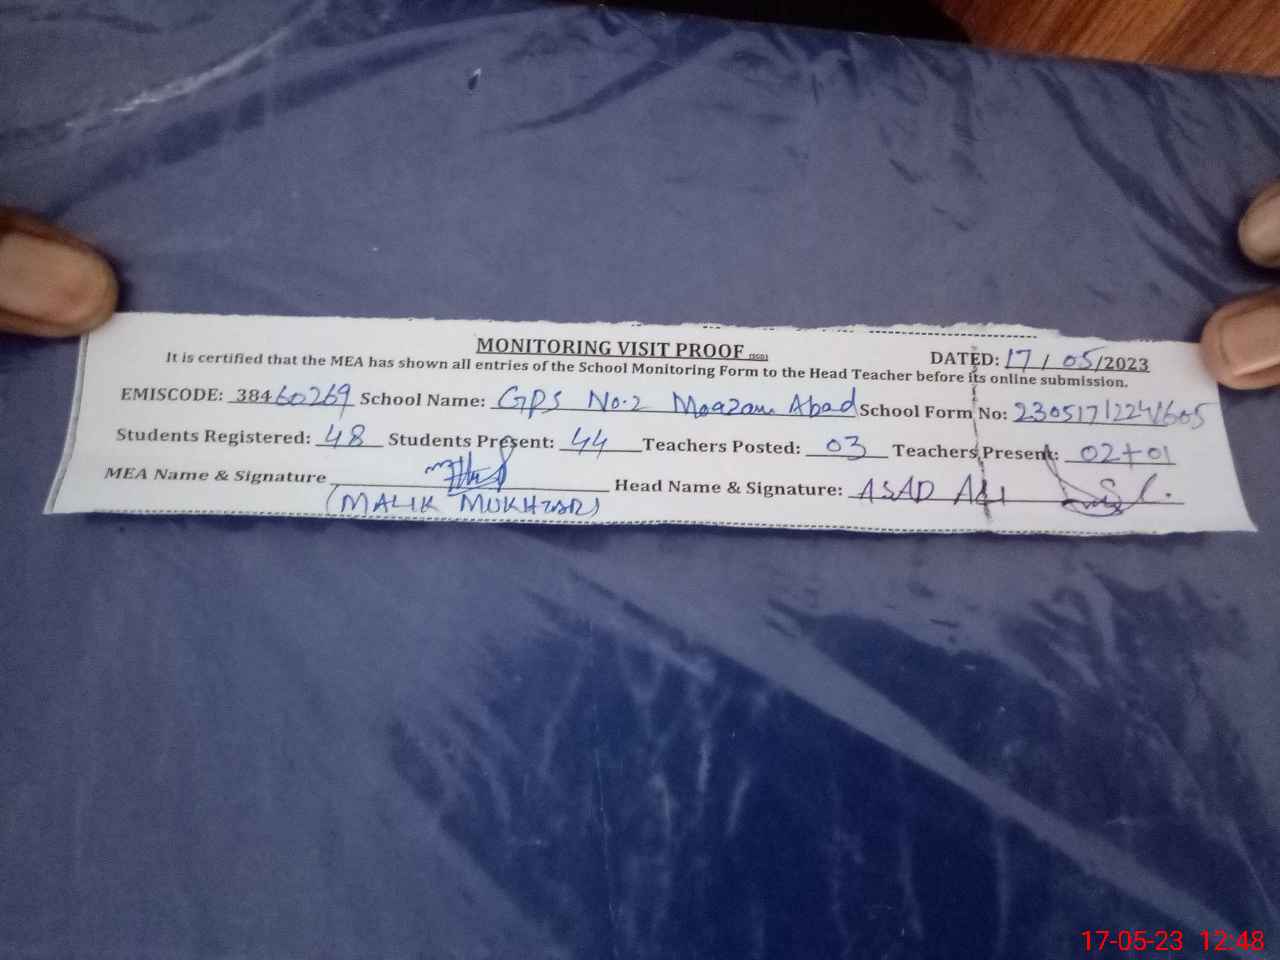 MONITORING VISIT PROOF
DATED: 17 / 05 /2023
It is certified that the MEA has shown all entries of the School Monitoring Form to the Head Teacher before its online submission.
EMISCODE: 38460269 School Name: GPS No.2 Moazam Abad School Form No: 23051712241605
Students Registered: 48 Students Present: 44 Teachers Posted: 03 Teachers Present: 02+01
MEA Name & Signature Head Name & Signature: ASAD Ali
(MALIK MUKHTAR)
17-05-23 12:48